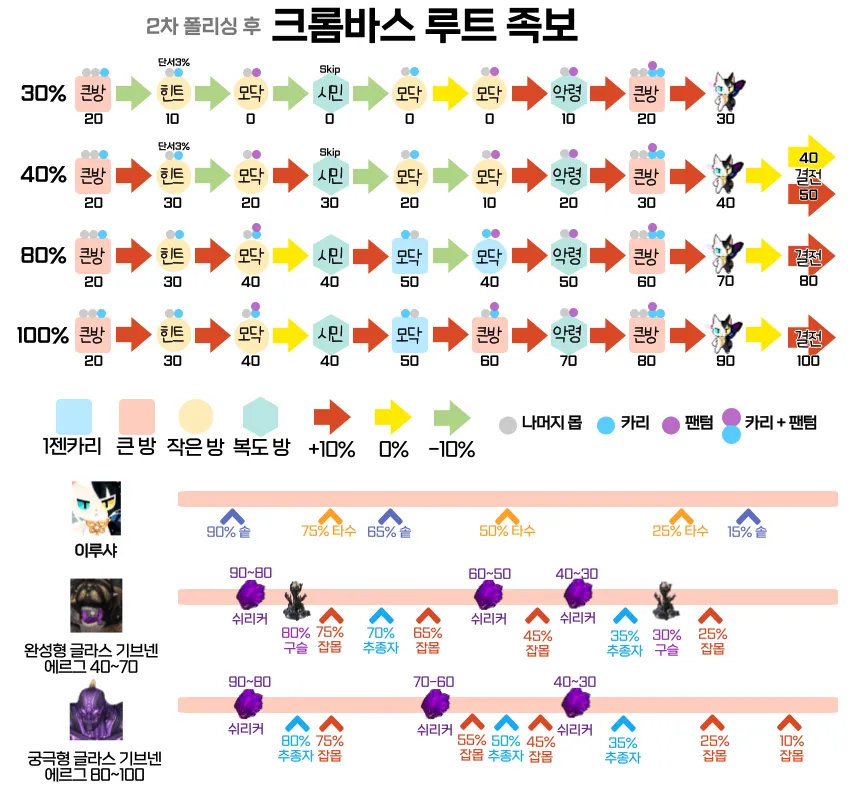 2차 폴리싱 후 크롬바스 루트 족보
단서3% Skip
30% 큰방 힌트 모닥 시민 모닥 모닥 악령 큰방
20 10 0 0 0 0 10 20 30
단서3% Skip
40% 큰방 힌트 모닥 시민 모닥 모닥 악령 큰방 40 결전 50
20 30 20 30 20 10 20 30 40
80% 큰방 힌트 모닥 시민 모닥 모닥 악령 큰방 결전
20 30 40 40 50 40 50 60 70 80
100% 큰방 힌트 모닥 시민 모닥 큰방 악령 큰방 결전
20 30 40 40 50 60 70 80 90 100
1젠카리 큰 방 작은 방 복도 방 +10% 0% -10%
나머지 몹 카리 팬텀 카리 + 팬텀
이루샤
90% 솥 75% 타수 65% 솥 50% 타수 25% 타수 15% 솥
90~80 60~50 40~30
쉬리커 쉬리커 쉬리커
80% 구슬 75% 잡몹 70% 추종자 65% 잡몹 45% 잡몹 35% 추종자 30% 구슬 25% 잡몹
완성형 글라스 기브넨
에르그 40~70
90~80 70-60 40~30
쉬리커 쉬리커 쉬리커
80% 추종자 75% 잡몹 55% 잡몹 50% 추종자 45% 잡몹 35% 추종자 25% 잡몹 10% 잡몹
궁극형 글라스 기브넨
에르그 80~100